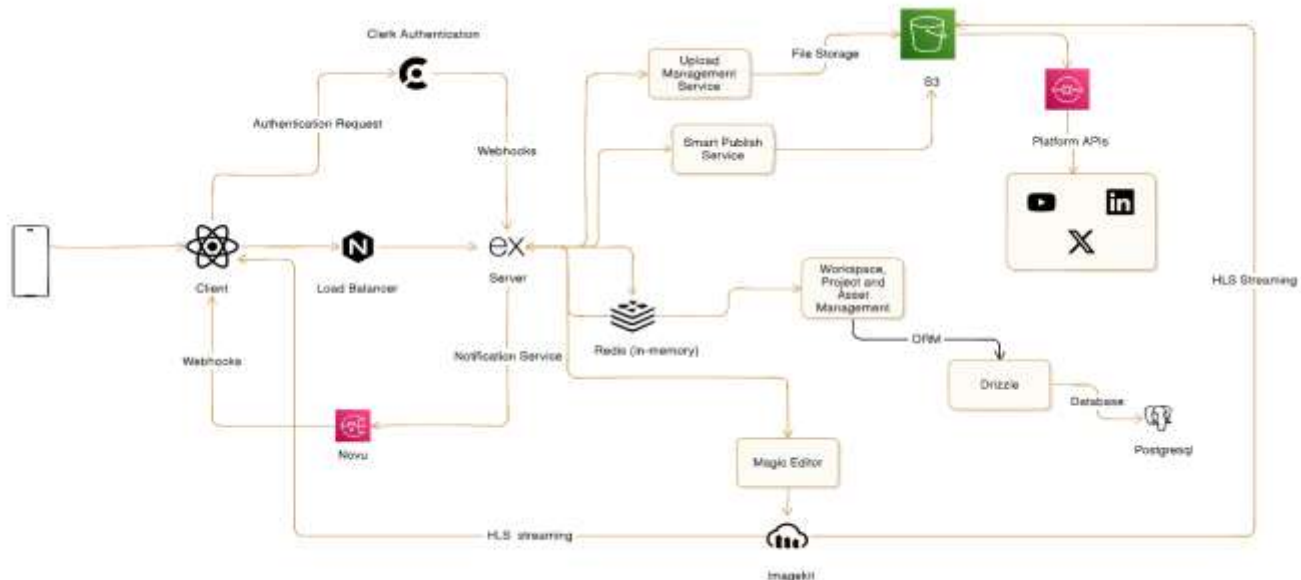 Clerk Authentication
Authentication Request
Webhooks
Upload
Management
Service
File Storage
S3
Smart Publish
Service
Platform APIs
in
X
HLS Streaming
Client
N
Load Balancer
ex
Server
Redis (in-memory)
Workspace,
Project and
Asset
Management
ORM
Drizzle
Database
Postgresql
Webhooks
Notification Service
Novu
Magic Editor
HLS streaming
Imagekit